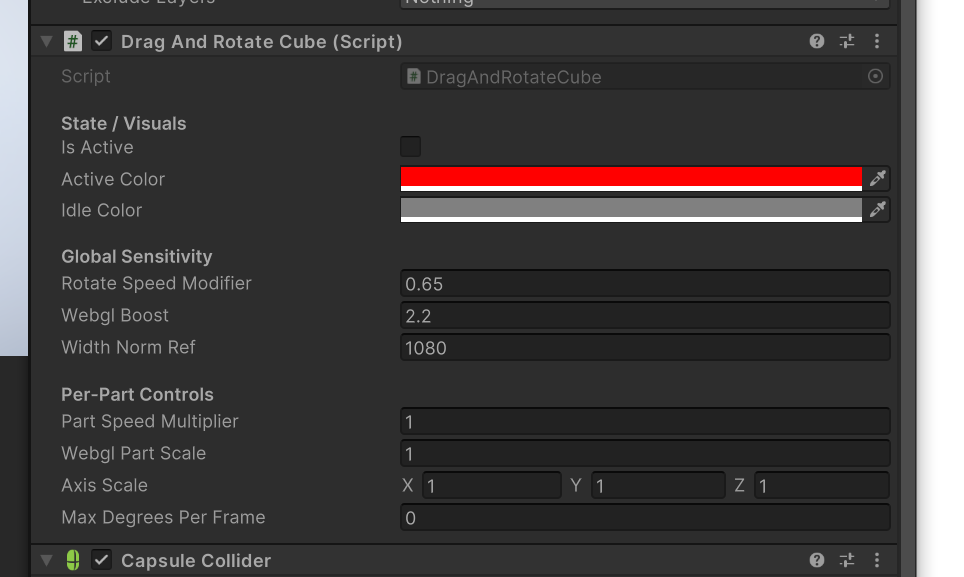 Exclude Layers Nothing
Drag And Rotate Cube (Script)
Script DragAndRotateCube
State / Visuals
Is Active
Active Color
Idle Color
Global Sensitivity
Rotate Speed Modifier 0.65
Webgl Boost 2.2
Width Norm Ref 1080
Per-Part Controls
Part Speed Multiplier 1
Webgl Part Scale 1
Axis Scale X 1 Y 1 Z 1
Max Degrees Per Frame 0
Capsule Collider